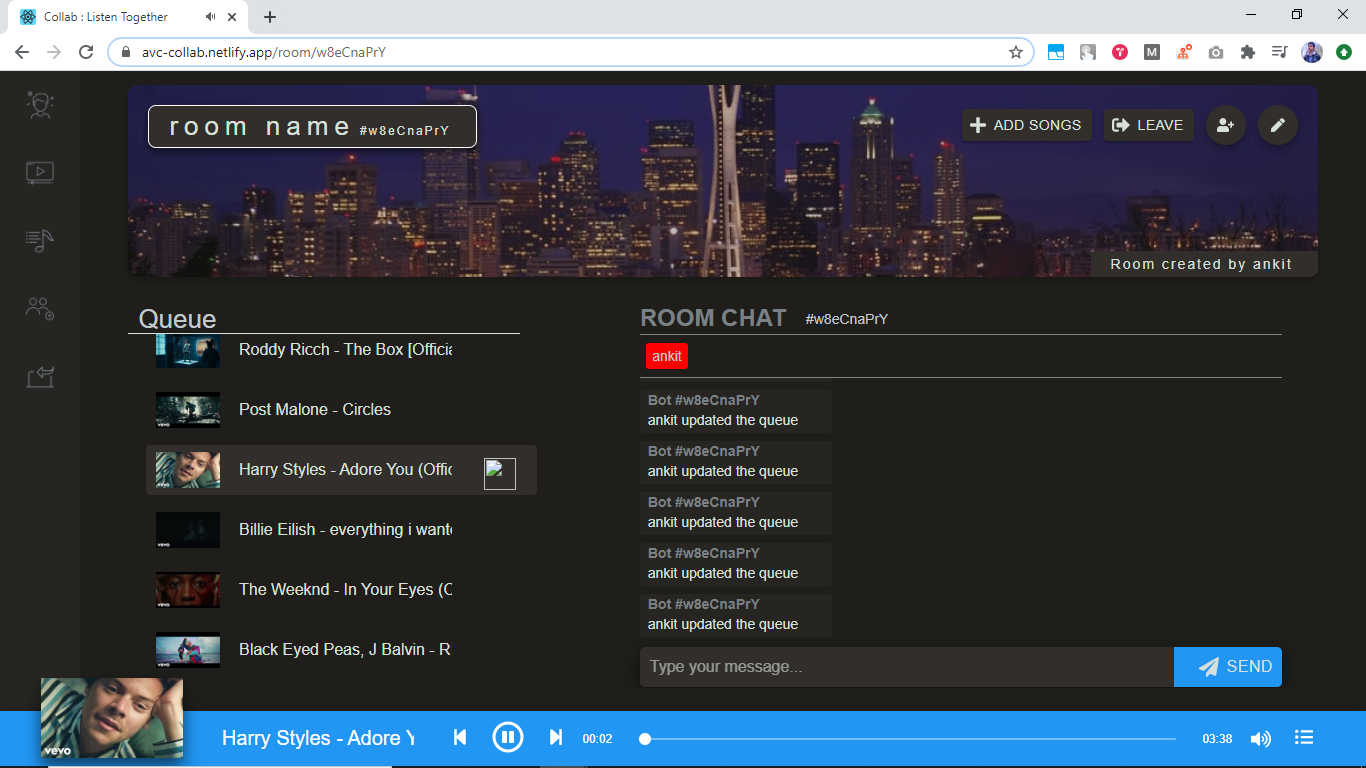 Collab : Listen Together
avc-collab.netlify.app/room/w8eCnaPrY
room name #w8eCnaPrY
ADD SONGS
LEAVE
Room created by ankit
Queue
Roddy Ricch - The Box [Officia
Post Malone - Circles
Harry Styles - Adore You (Offic
Billie Eilish - everything i wante
The Weeknd - In Your Eyes (O
Black Eyed Peas, J Balvin - R
ROOM CHAT #w8eCnaPrY
ankit
Bot #w8eCnaPrY
ankit updated the queue
Bot #w8eCnaPrY
ankit updated the queue
Bot #w8eCnaPrY
ankit updated the queue
Bot #w8eCnaPrY
ankit updated the queue
Bot #w8eCnaPrY
ankit updated the queue
Type your message...
SEND
vevo
Harry Styles - Adore Y
00:02
03:38